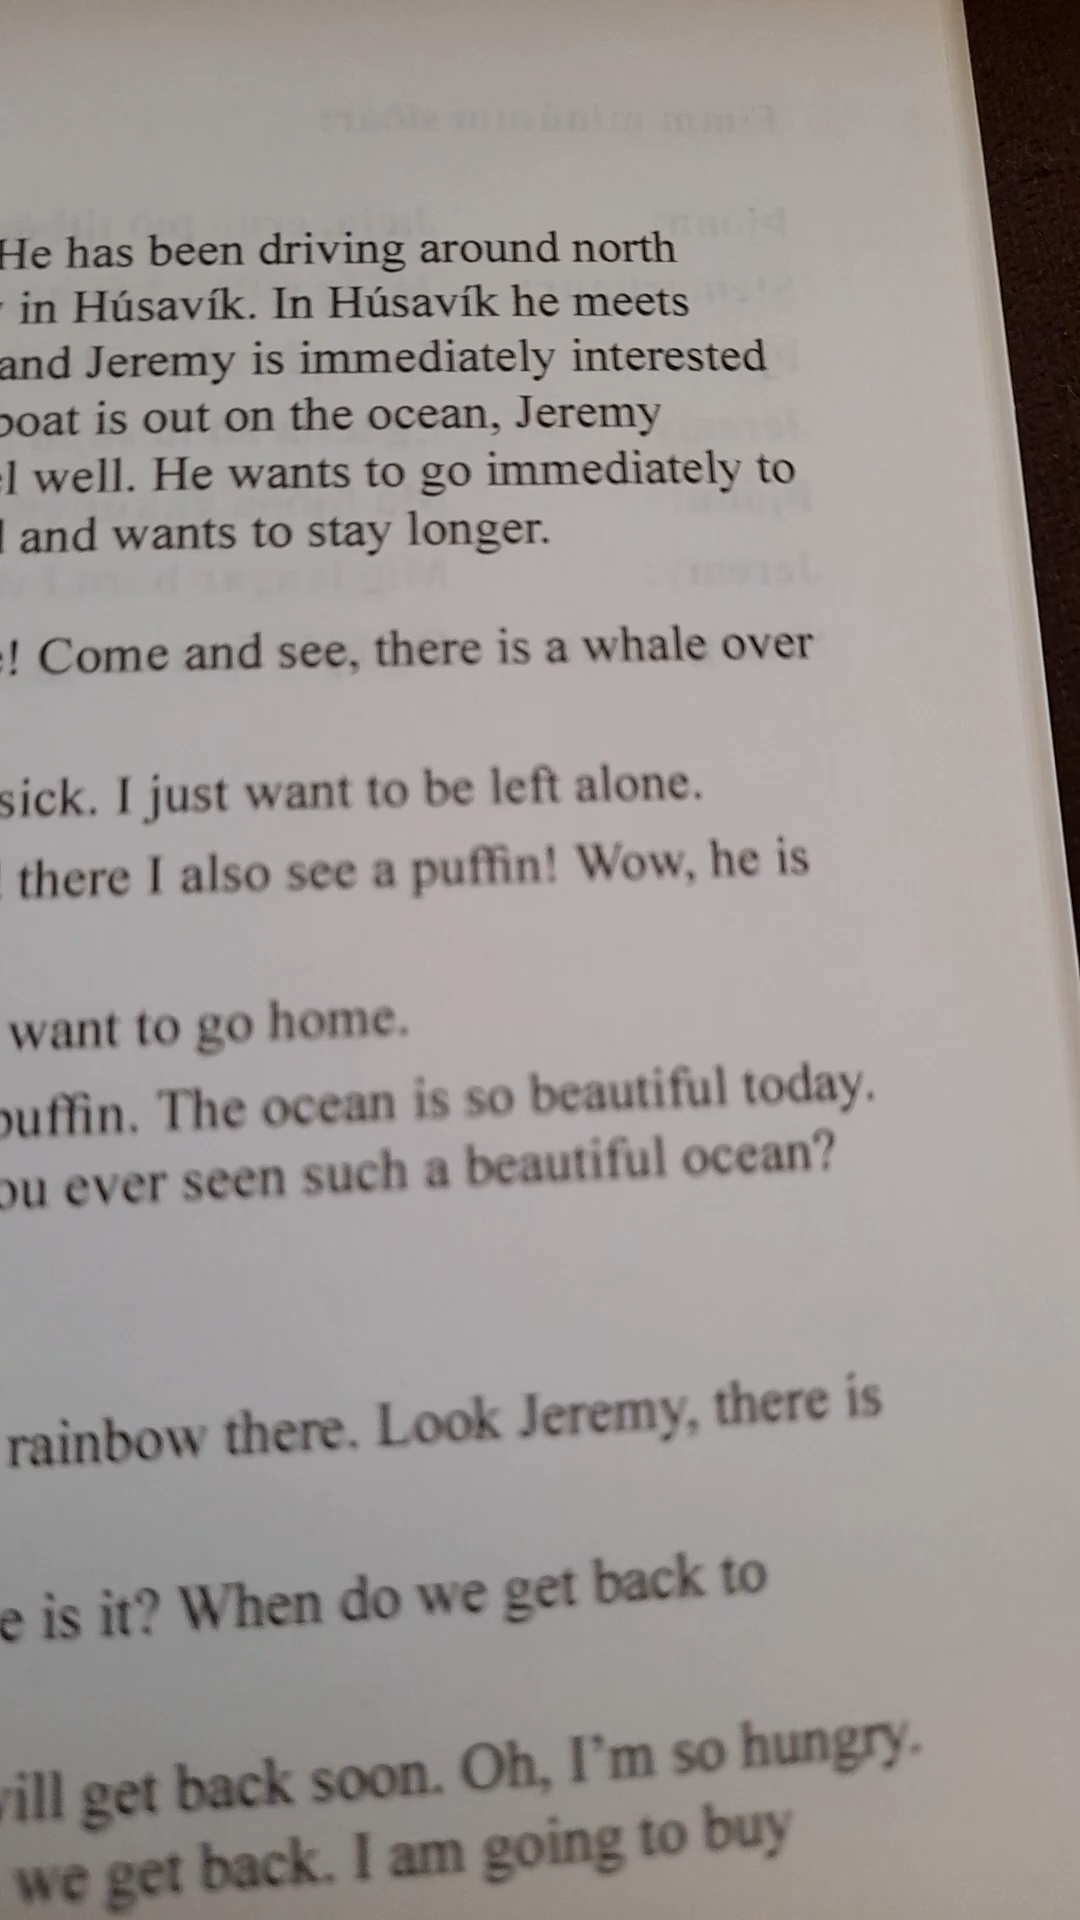 He has been driving around north
in Húsavík. In Húsavík he meets
and Jeremy is immediately interested
boat is out on the ocean, Jeremy
well. He wants to go immediately to
and wants to stay longer.
! Come and see, there is a whale over
sick. I just want to be left alone.
there I also see a puffin! Wow, he is
want to go home.
puffin. The ocean is so beautiful today.
ou ever seen such a beautiful ocean?
rainbow there. Look Jeremy, there is
e is it? When do we get back to
will get back soon. Oh, I'm so hungry.
we get back. I am going to buy